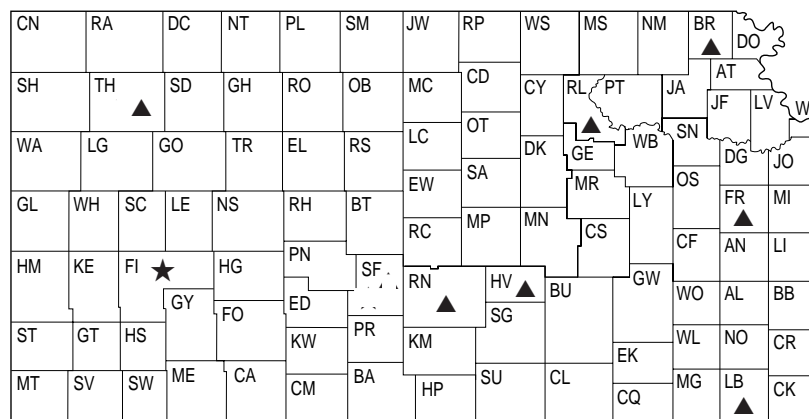 CN RA DC NT PL SM JW RP WS MS NM BR DO
SH TH SD GH RO OB MC CD CY RL PT JA AT
JF LV W
WA LG GO TR EL RS LC OT DK GE WB SN DG JO
GL WH SC LE NS RH BT EW SA MR LY OS FR MI
RC MP MN CS CF AN LI
HM KE FI HG PN SF RN HV BU GW WO AL BB
GY ED SG
ST GT HS FO KW PR KM EK WL NO CR
MT SV SW ME CA CM BA HP SU CL CQ MG LB CK